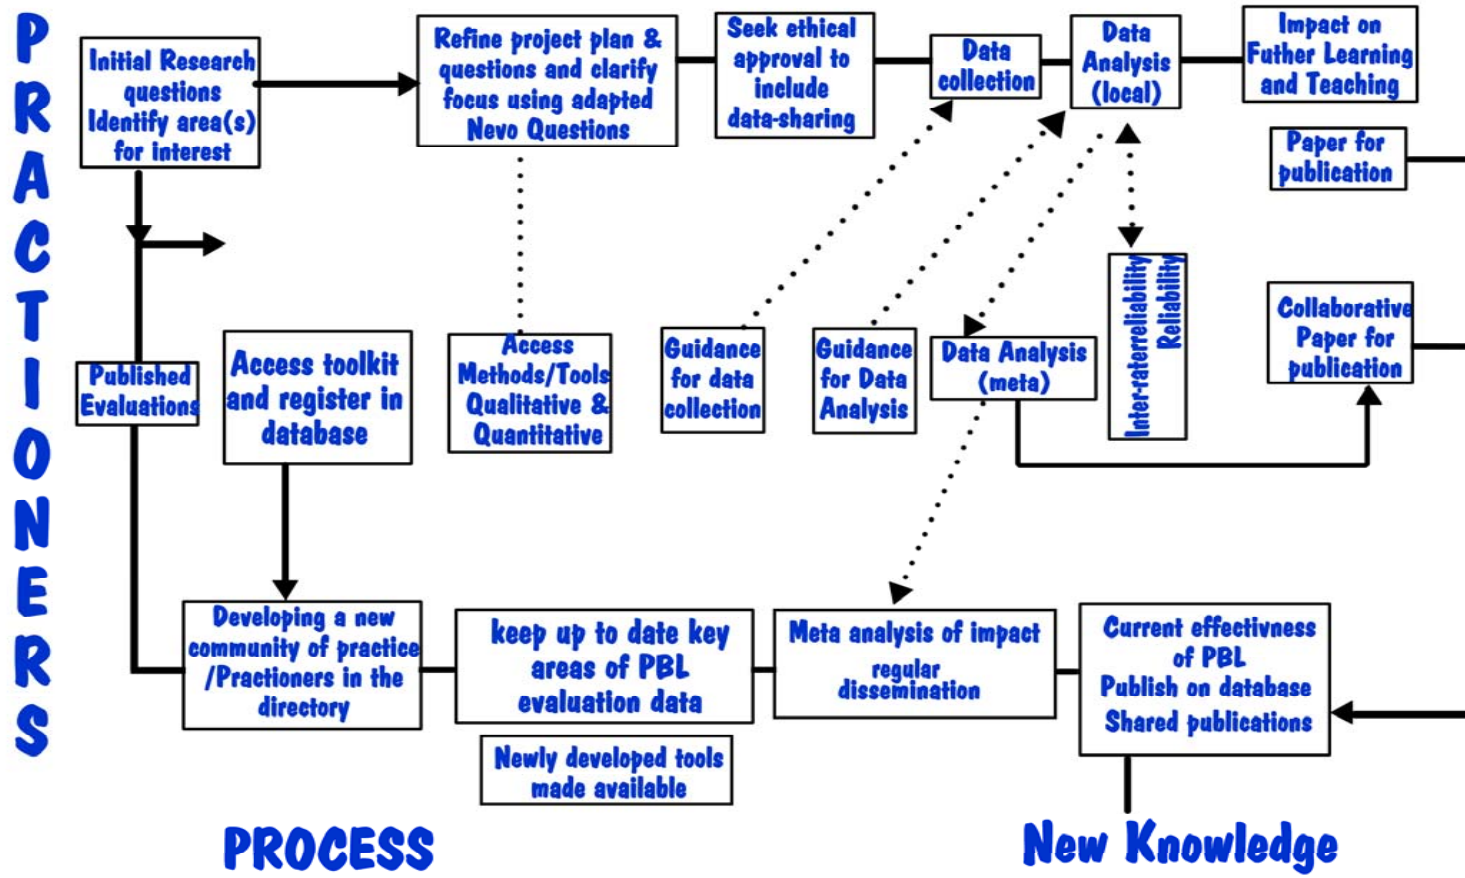 PRACTIONERS
Initial Research
questions
Identify area(s)
for interest
Refine project plan &
questions and clarify
focus using adapted
Nevo Questions
Seek ethical
approval to
include
data-sharing
Data
collection
Data
Analysis
(local)
Impact on
Futher Learning
and Teaching
Paper for
publication
Published
Evaluations
Access toolkit
and register in
database
Access
Methods/Tools
Qualitative &
Quantitative
Guidance
for data
collection
Guidance
for Data
Analysis
Data Analysis
(meta)
Inter-raterreliability
Reliability
Collaborative
Paper for
publication
Developing a new
community of practice
/Practioners in the
directory
keep up to date key
areas of PBL
evaluation data
Meta analysis of impact
regular
dissemination
Current effectivness
of PBL
Publish on database
Shared publications
Newly developed tools
made available
PROCESS
New Knowledge